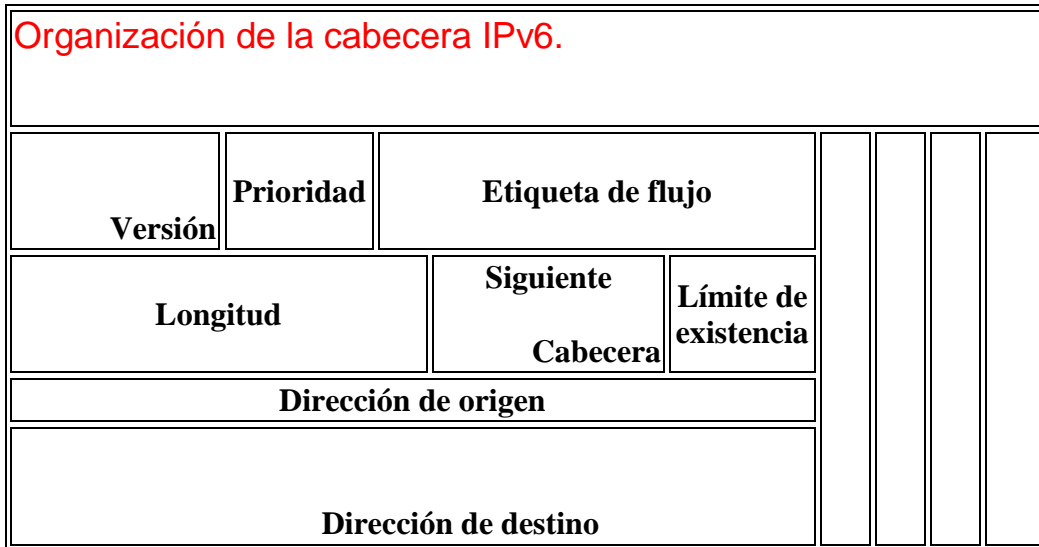 Organización de la cabecera IPv6.
Versión
Prioridad
Etiqueta de flujo
Longitud
Siguiente
Cabecera
Límite de
existencia
Dirección de origen
Dirección de destino